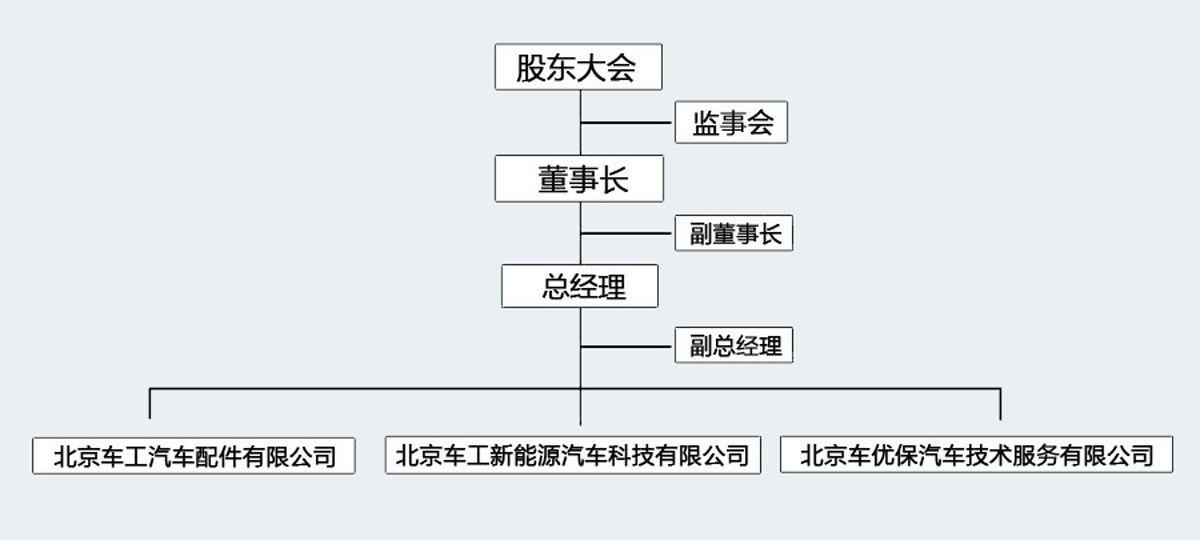 股东大会
监事会
董事长
副董事长
总经理
副总经理
北京车工汽车配件有限公司
北京车工新能源汽车科技有限公司
北京车优保汽车技术服务有限公司